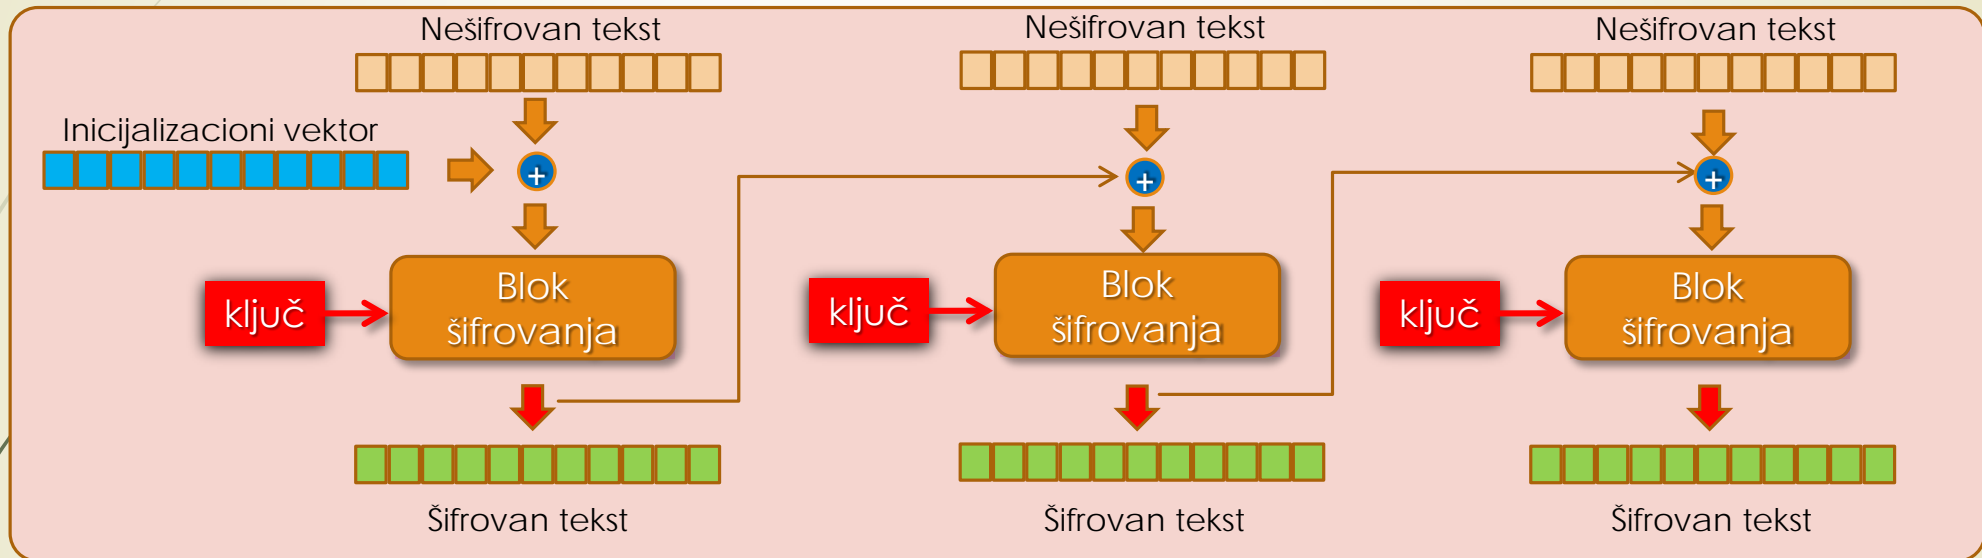 Nešifrovan tekst
Nešifrovan tekst
Nešifrovan tekst
Inicijalizacioni vektor
+
+
+
ključ
Blok
šifrovanja
ključ
Blok
šifrovanja
ključ
Blok
šifrovanja
Šifrovan tekst
Šifrovan tekst
Šifrovan tekst